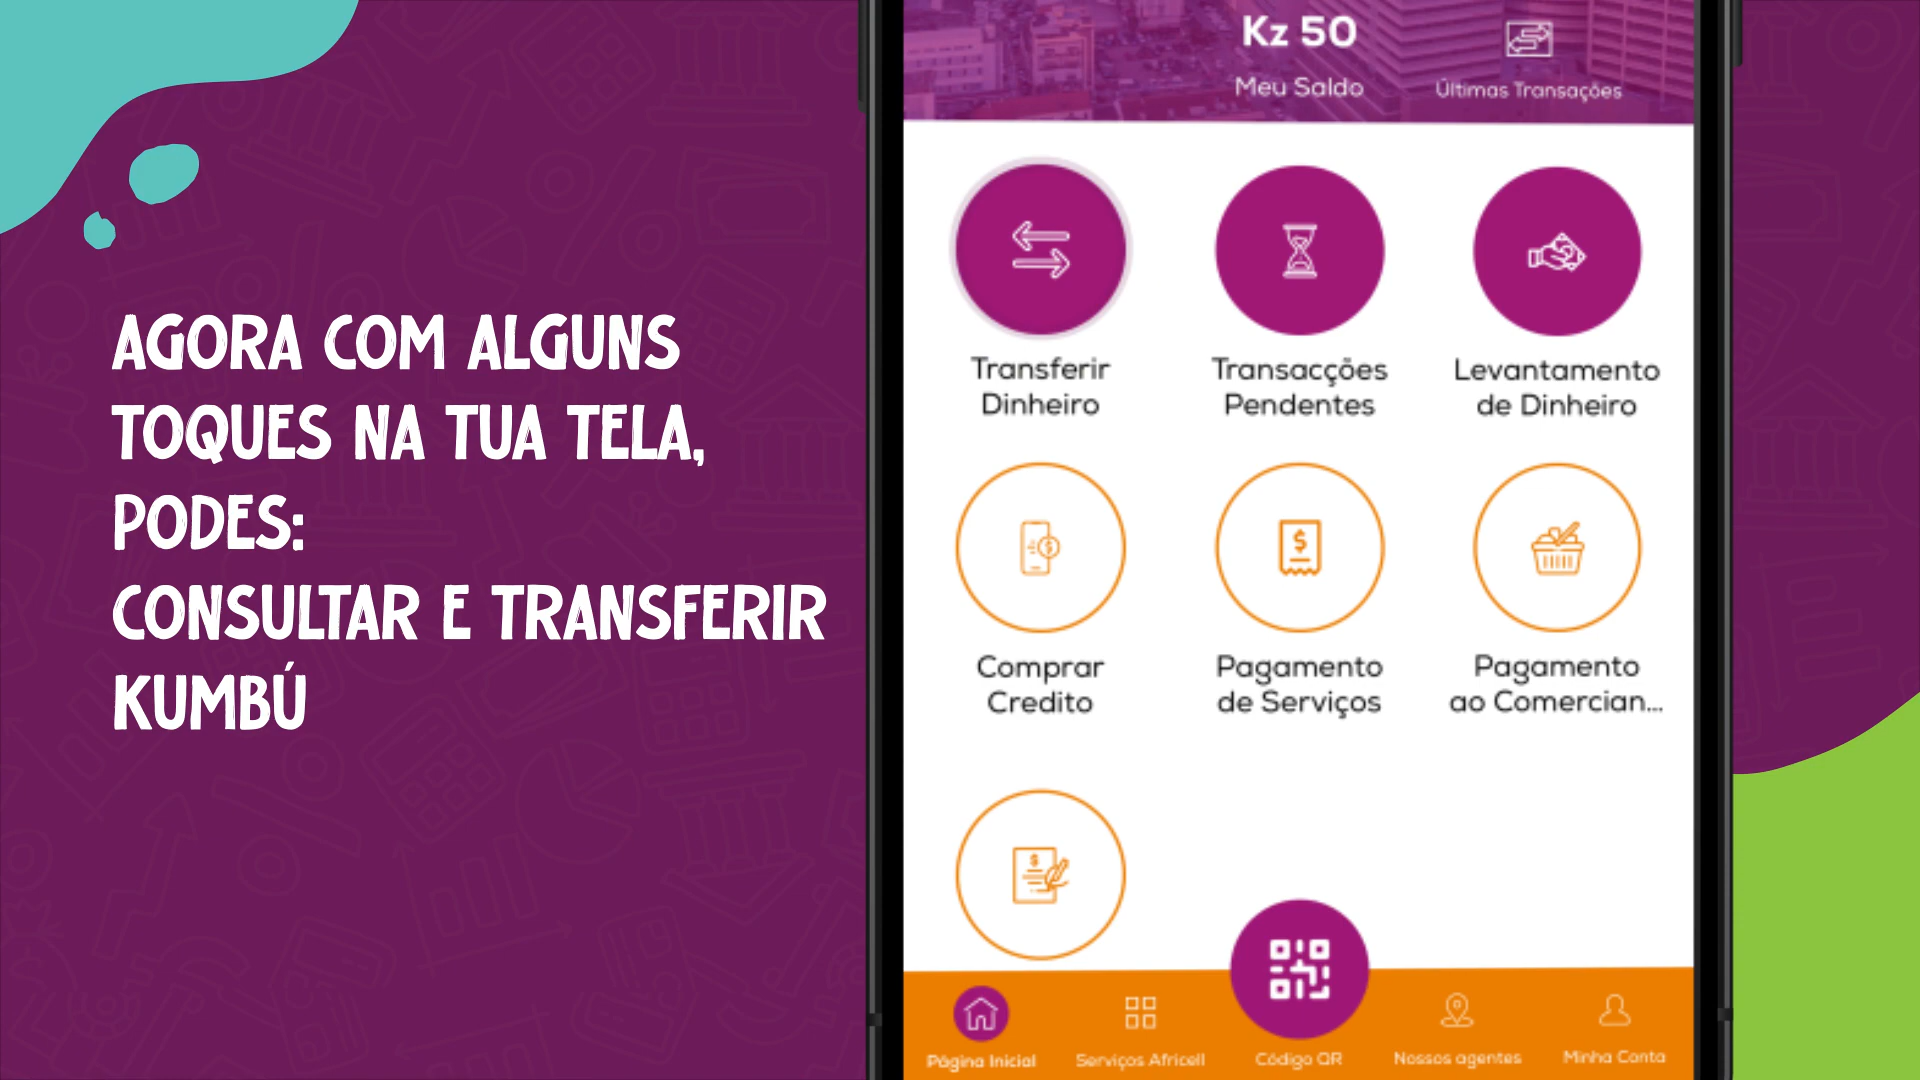 AGORA COM ALGUNS
TOQUES NA TUA TELA,
PODES:
CONSULTAR E TRANSFERIR
KUMBÚ
Kz 50
Meu Saldo
Últimas Transações
Transferir
Dinheiro
Transacções
Pendentes
Levantamento
de Dinheiro
Comprar
Credito
Pagamento
de Serviços
Pagamento
ao Comercian...
Página Inicial
Serviços Africell
Código QR
Nossos agentes
Minha Conta